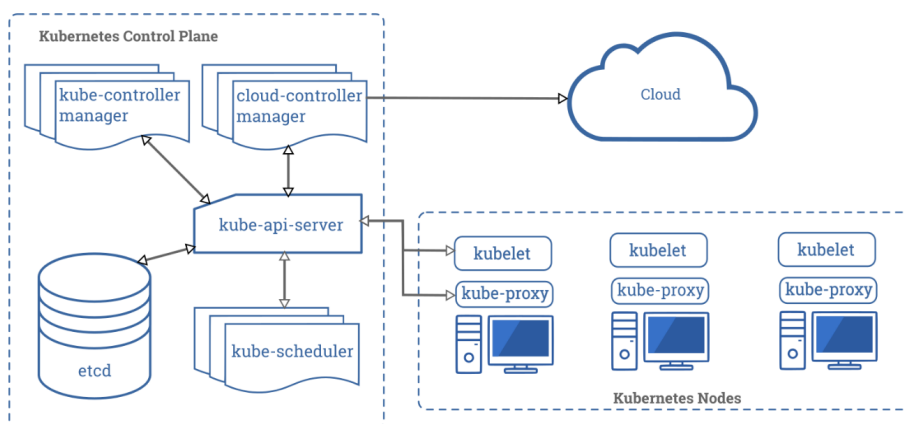 Kubernetes Control Plane
kube-controller
manager
cloud-controller
manager
Cloud
kube-api-server
etcd
kube-scheduler
kubelet
kube-proxy
kubelet
kube-proxy
kubelet
kube-proxy
Kubernetes Nodes